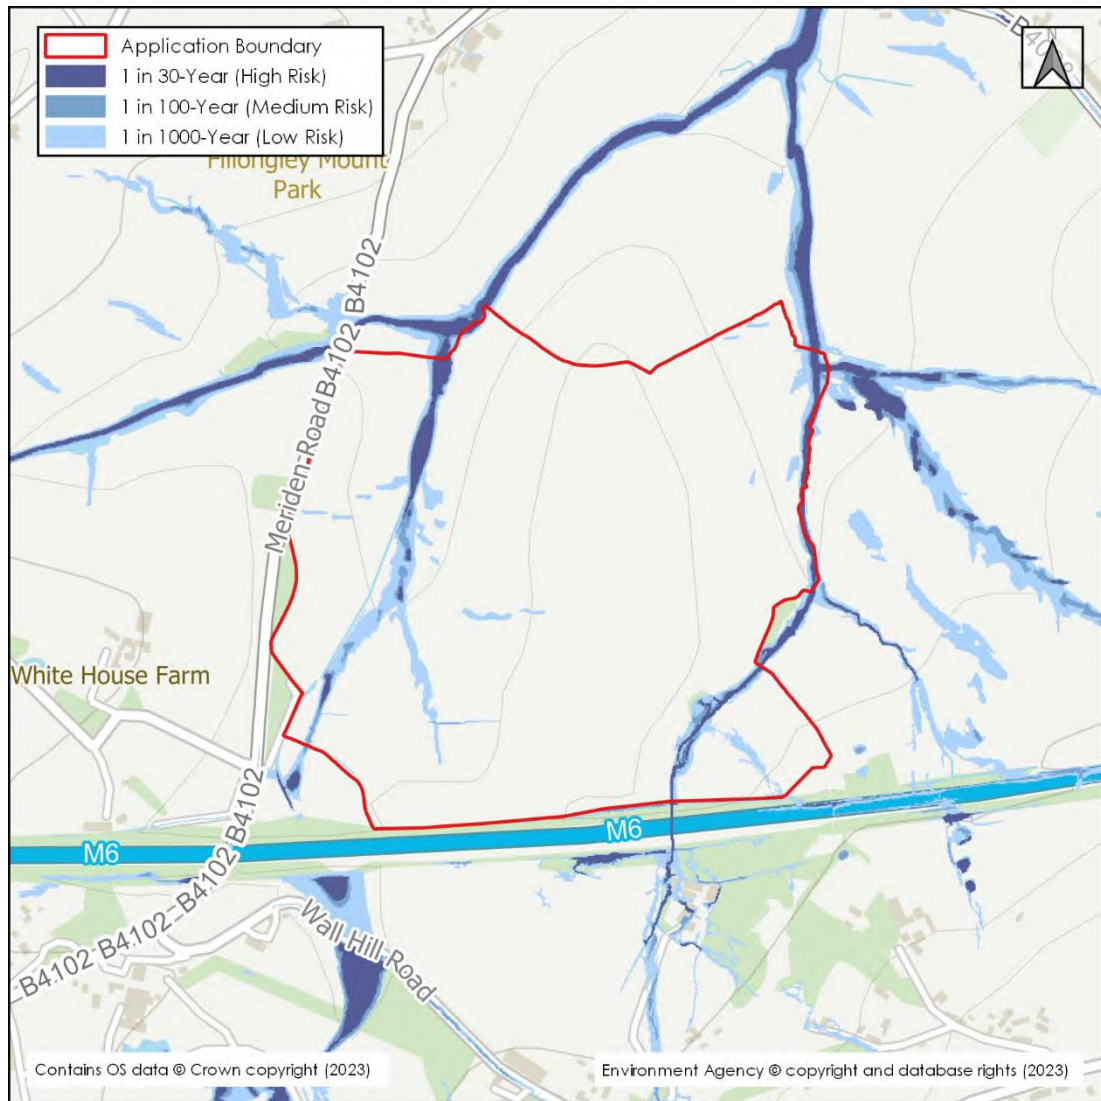 Application Boundary
1 in 30-Year (High Risk)
1 in 100-Year (Medium Risk)
1 in 1000-Year (Low Risk)
N
Fillongley Mount
Park
B4102
B4102
Meriden Road
White House Farm
B4102
M6
M6
B4102
B4102
B4102
Wall Hill Road
Contains OS data © Crown copyright (2023)
Environment Agency © copyright and database rights (2023)